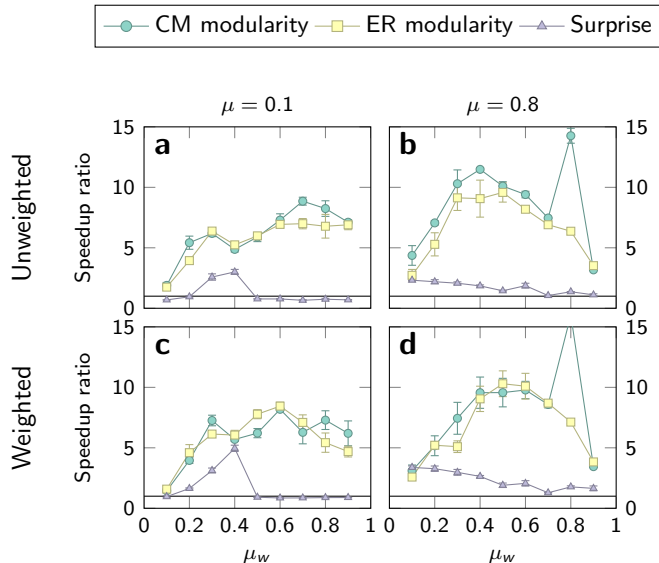 CM modularity ER modularity Surprise
μ = 0.1 μ = 0.8
Unweighted
Speedup ratio
15
10
5
0
a
b
15
10
5
0
Weighted
Speedup ratio
15
10
5
0
c
d
15
10
5
0
0 0.2 0.4 0.6 0.8 1
0 0.2 0.4 0.6 0.8 1
μw μw